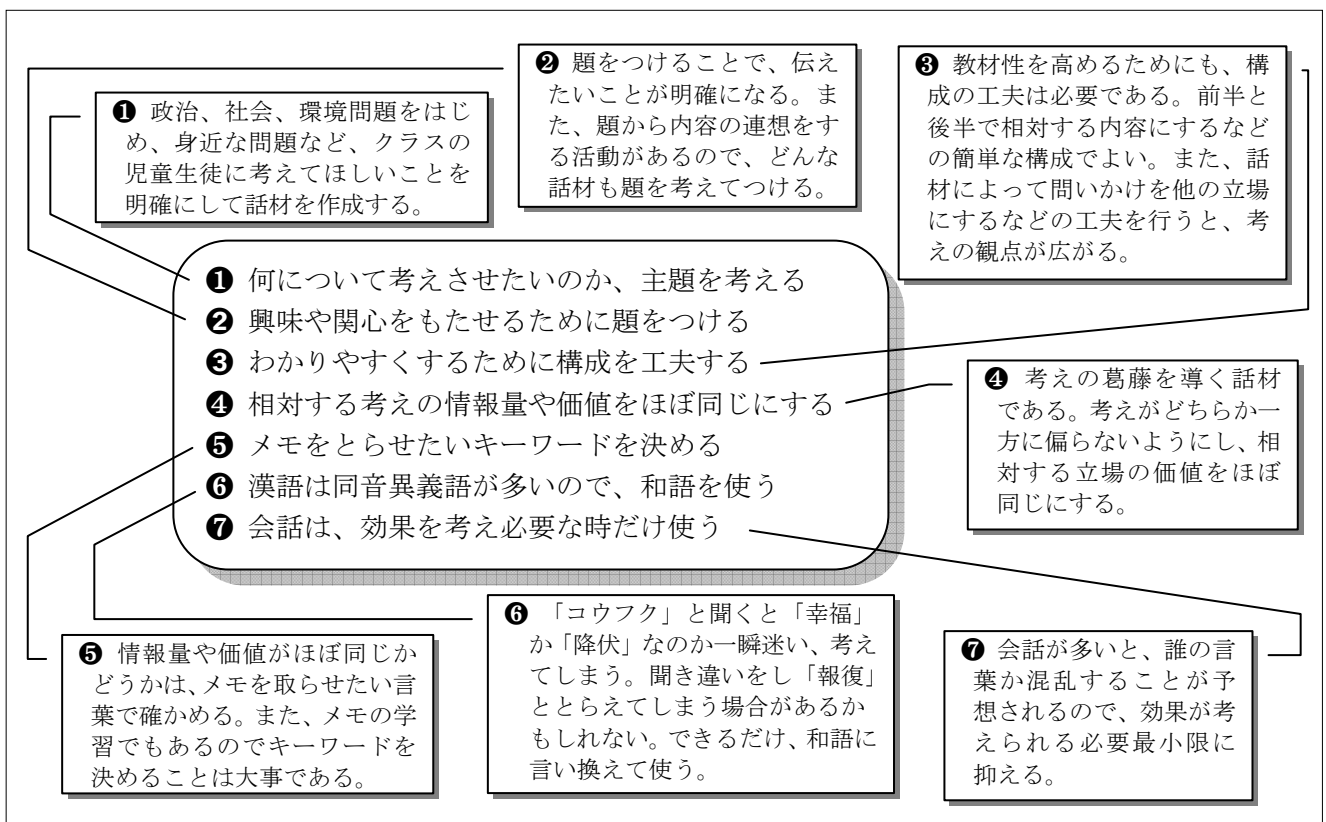 ❶ 政治、社会、環境問題をはじ
め、身近な問題など、クラスの
児童生徒に考えてほしいことを
明確にして話材を作成する。
❷ 題をつけることで、伝え
たいことが明確になる。ま
た、題から内容の連想をす
る活動があるので、どんな
話材も題を考えてつける。
❸ 教材性を高めるためにも、構
成の工夫は必要である。前半と
後半で相対する内容にするなど
の簡単な構成でよい。また、話
材によって問いかけを他の立場
にするなどの工夫を行うと、考
えの観点が広がる。
❶ 何について考えさせたいのか、主題を考える
❷ 興味や関心をもたせるために題をつける
❸ わかりやすくするために構成を工夫する
❹ 相対する考えの情報量や価値をほぼ同じにする
❺ メモをとらせたいキーワードを決める
❻ 漢語は同音異義語が多いので、和語を使う
❼ 会話は、効果を考え必要な時だけ使う
❹ 考えの葛藤を導く話材
である。考えがどちらか一
方に偏らないようにし、相
対する立場の価値をほぼ
同じにする。
❺ 情報量や価値がほぼ同じか
どうかは、メモを取らせたい言
葉で確かめる。また、メモの学
習でもあるのでキーワードを
決めることは大事である。
❻ 「コウフク」と聞くと「幸福」
か「降伏」なのか一瞬迷い、考え
てしまう。聞き違いをし「報復」
ととらえてしまう場合があるか
もしれない。できるだけ、和語に
言い換えて使う。
❼ 会話が多いと、誰の言
葉か混乱することが予
想されるので、効果が考
えられる必要最小限に
抑える。